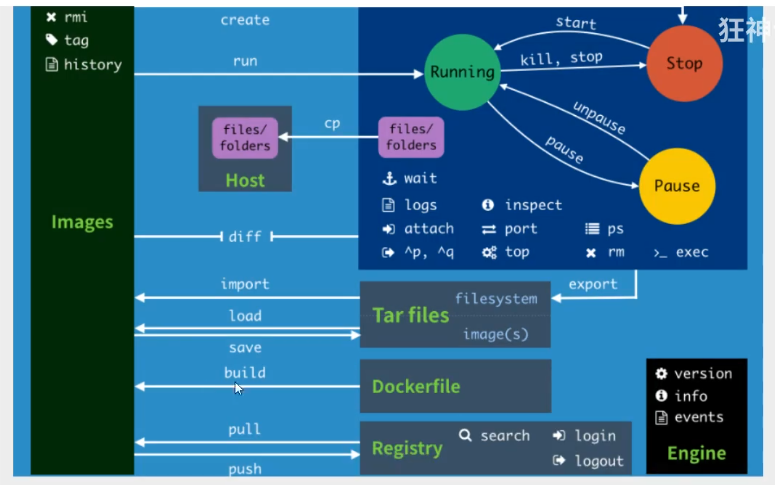 狂神
rmi
tag
history
create
run
start
Running
kill, stop
Stop
unpause
pause
Pause
files/
folders
cp
files/
folders
Host
wait
logs
inspect
attach
port
ps
^p, ^q
top
rm
>_ exec
Images
diff
import
export
filesystem
load
Tar files
image(s)
save
build
Dockerfile
version
info
events
Engine
pull
search
login
Registry
logout
push